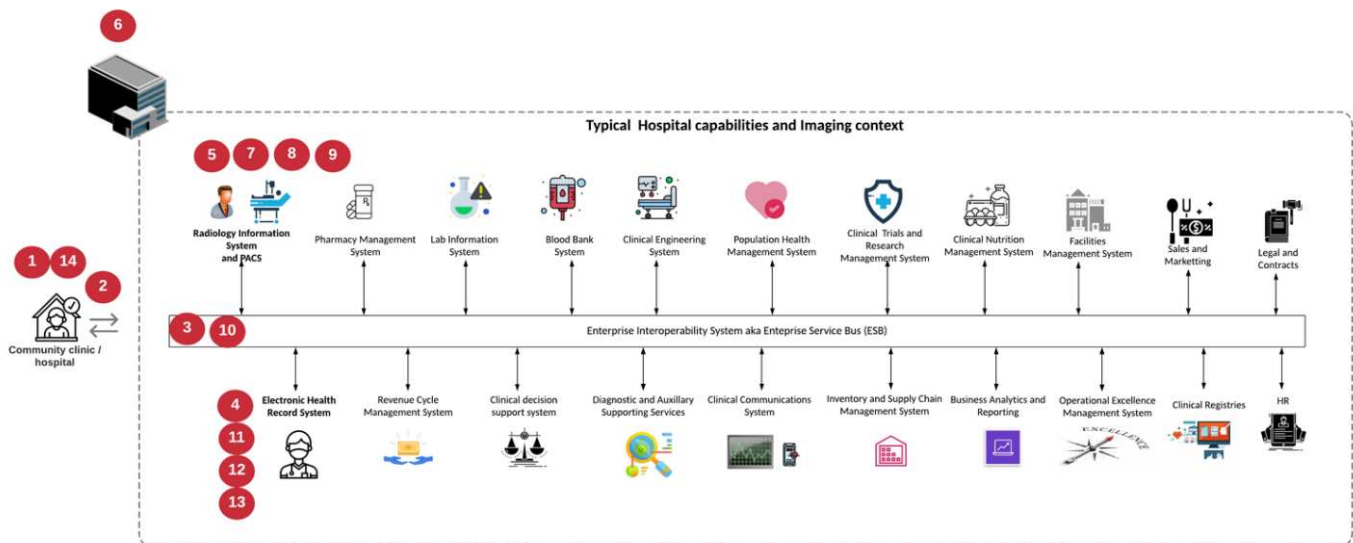 6
Typical Hospital capabilities and Imaging context
5
7
8
9
Radiology Information
System
and PACS
Pharmacy Management
System
Lab Information
System
Blood Bank
System
Clinical Engineering
System
Population Health
Management System
Clinical Trials and
Research
Management System
Clinical Nutrition
Management System
Facilities
Management System
Sales and
Marketting
Legal and
Contracts
1
14
2
Community clinic /
hospital
3
10
Enterprise Interoperability System aka Enteprise Service Bus (ESB)
4
11
12
13
Electronic Health
Record System
Revenue Cycle
Management System
Clinical decision
support system
Diagnostic and Auxillary
Supporting Services
Clinical Communications
System
Inventory and Supply Chain
Management System
Business Analytics and
Reporting
Operational Excellence
Management System
EXCELLENCE
Clinical Registries
HR